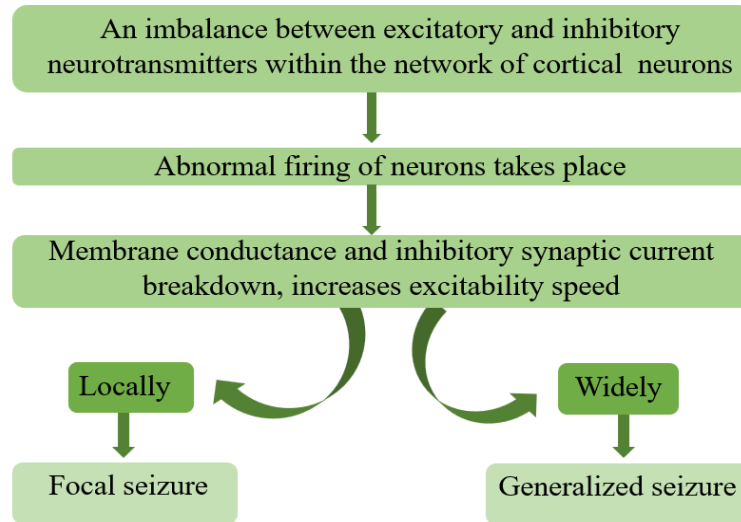 An imbalance between excitatory and inhibitory
neurotransmitters within the network of cortical neurons
Abnormal firing of neurons takes place
Membrane conductance and inhibitory synaptic current
breakdown, increases excitability speed
Locally
Widely
Focal seizure
Generalized seizure